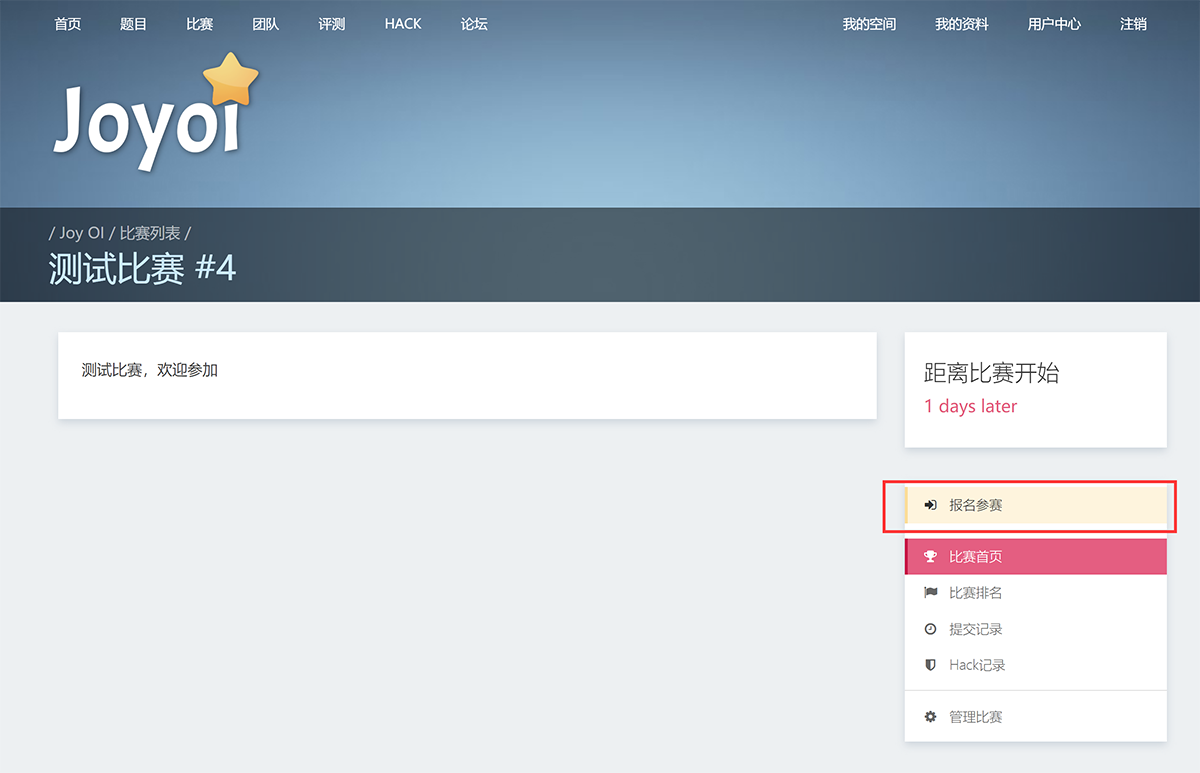 首页 题目 比赛 团队 评测 HACK 论坛 我的空间 我的资料 用户中心 注销
JoyOI
/ Joy OI / 比赛列表 /
测试比赛 #4
测试比赛，欢迎参加
距离比赛开始
1 days later
报名参赛
比赛首页
比赛排名
提交记录
Hack记录
管理比赛